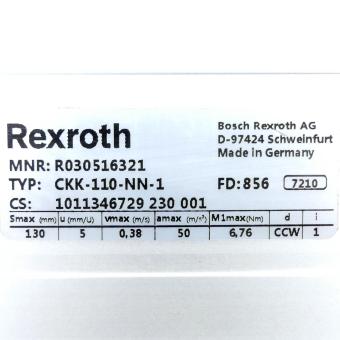 Rexroth
Bosch Rexroth AG
D-97424 Schweinfurt
Made in Germany
MNR: R030516321
TYP: CKK-110-NN-1 FD: 856 7210
CS: 1011346729 230 001
Smax (mm) u (mm/U) vmax (m/s) amax (m/s²) M1max(Nm) d i
130 5 0,38 50 6,76 CCW 1